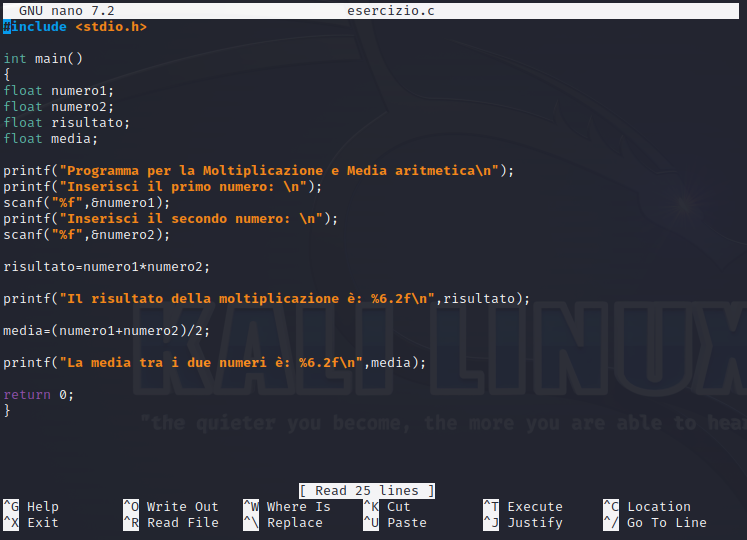 GNU nano 7.2 esercizio.c
#include <stdio.h>
int main()
{
float numero1;
float numero2;
float risultato;
float media;
printf("Programma per la Moltiplicazione e Media aritmetica\n");
printf("Inserisci il primo numero: \n");
scanf("%f",&numero1);
printf("Inserisci il secondo numero: \n");
scanf("%f",&numero2);
risultato=numero1*numero2;
printf("Il risultato della moltiplicazione è: %6.2f\n",risultato);
media=(numero1+numero2)/2;
printf("La media tra i due numeri è: %6.2f\n",media);
return 0;
}
KALI LINUX
"the quieter you become, the more you are able to hear
[ Read 25 lines ]
^G Help ^O Write Out ^W Where Is ^K Cut ^T Execute ^C Location
^X Exit ^R Read File ^\ Replace ^U Paste ^J Justify ^/ Go To Line